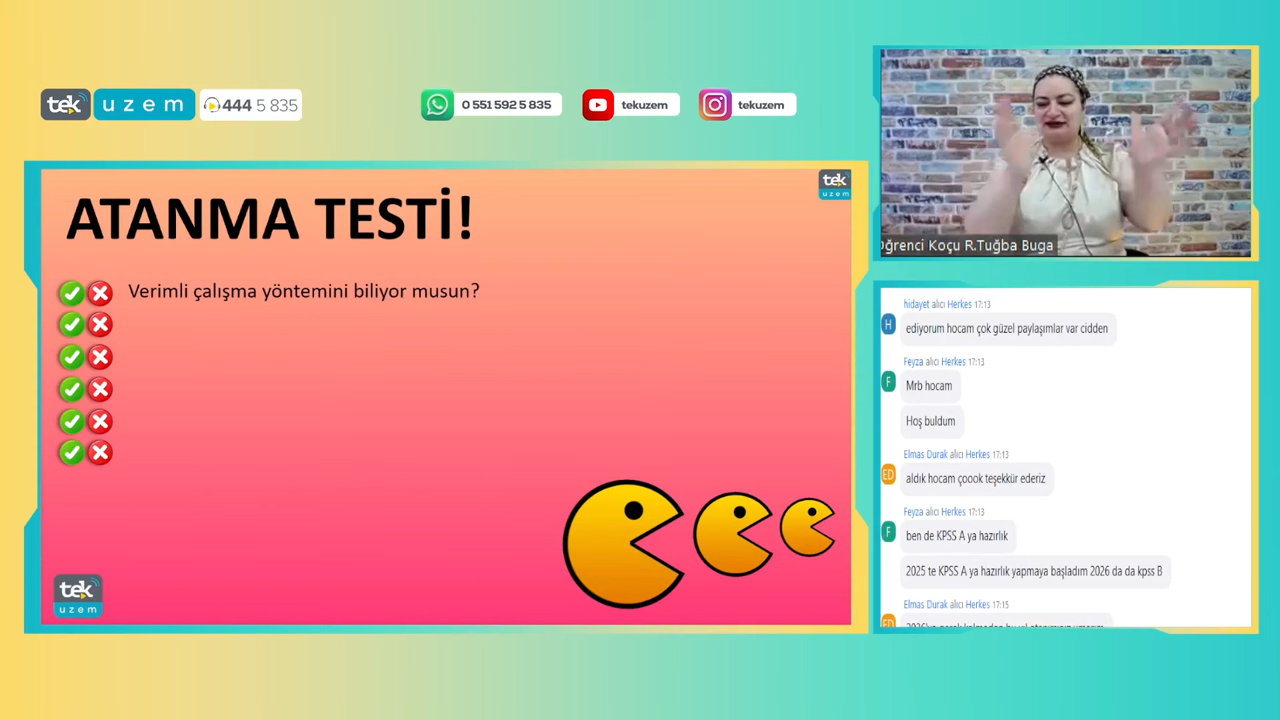 tek uzem 444 5 835
0 551 592 5 835
tekuzem
tekuzem
tek
uzem
ATANMA TESTİ!
Verimli çalışma yöntemini biliyor musun?
tek
uzem
Öğrenci Koçu R.Tuğba Buga
hidayet alıcı Herkes 17:13
H
ediyorum hocam çok güzel paylaşımlar var cidden
Feyza alıcı Herkes 17:13
F
Mrb hocam
Hoş buldum
Elmas Durak alıcı Herkes 17:13
ED
aldık hocam çoook teşekkür ederiz
Feyza alıcı Herkes 17:13
F
ben de KPSS A ya hazırlık
2025 te KPSS A ya hazırlık yapmaya başladım 2026 da da kpss B
Elmas Durak alıcı Herkes 17:15
ED